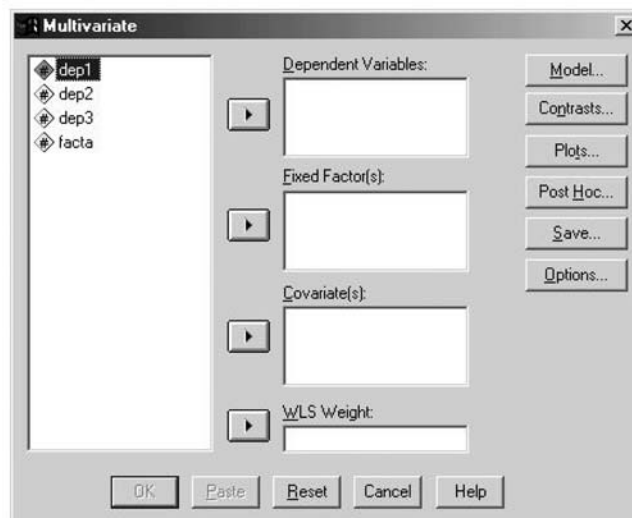 Multivariate
dep1
dep2
dep3
facta
Dependent Variables:
Fixed Factor(s):
Covariate(s):
WLS Weight:
Model...
Contrasts...
Plots...
Post Hoc...
Save...
Options...
OK
Paste
Reset
Cancel
Help